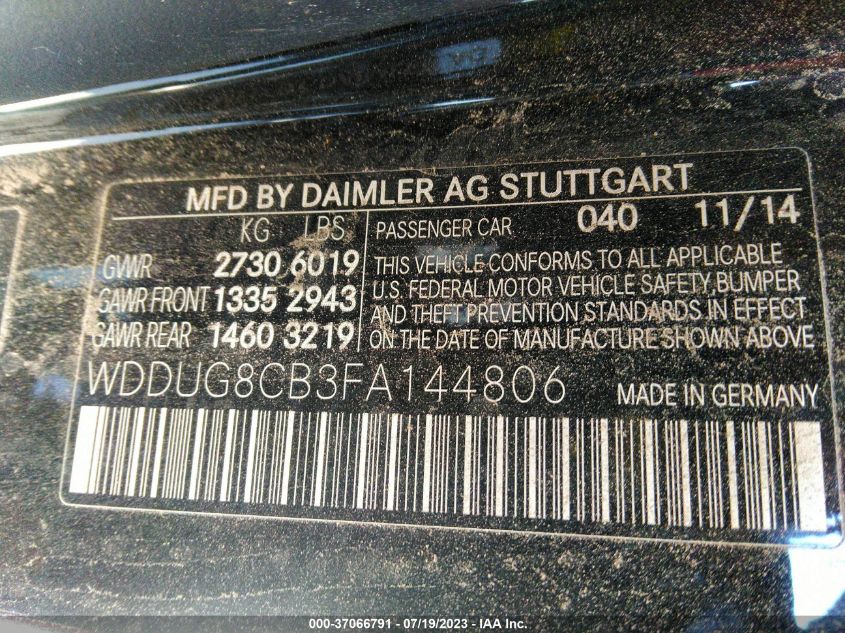 MFD BY DAIMLER AG STUTTGART
KG LBS PASSENGER CAR 040 11/14
GVWR 2730 6019 THIS VEHICLE CONFORMS TO ALL APPLICABLE
GAWR FRONT 1335 2943 U.S. FEDERAL MOTOR VEHICLE SAFETY, BUMPER
AND THEFT PREVENTION STANDARDS IN EFFECT
GAWR REAR 1460 3219 ON THE DATE OF MANUFACTURE SHOWN ABOVE
WDDUG8CB3FA144806 MADE IN GERMANY
000-37066791 - 07/19/2023 - IAA Inc.